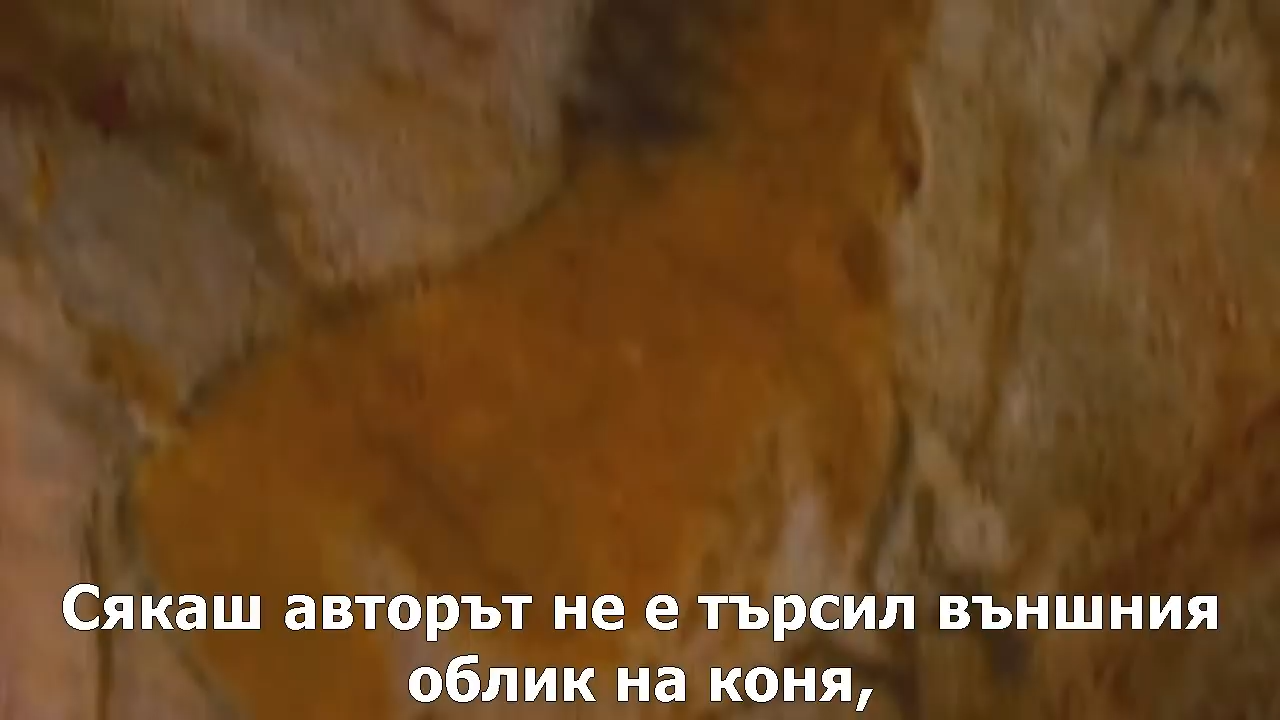 Сякаш авторът не е търсил външния
облик на коня,